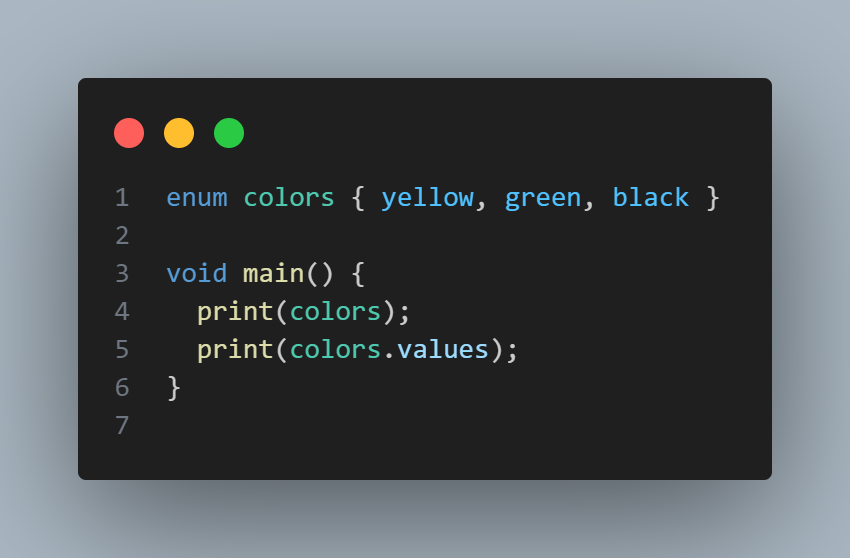 1 enum colors { yellow, green, black }
2
3 void main() {
4   print(colors);
5   print(colors.values);
6 }
7